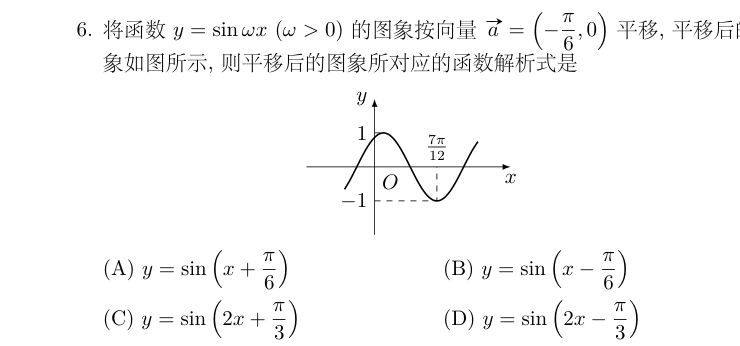 6. 将函数 y = sin ωx (ω > 0) 的图象按向量 a⃗ = (−π/6, 0) 平移, 平移后的
象如图所示, 则平移后的图象所对应的函数解析式是
y
1
7π/12
O
x
−1
(A) y = sin(x + π/6) (B) y = sin(x − π/6)
(C) y = sin(2x + π/3) (D) y = sin(2x − π/3)